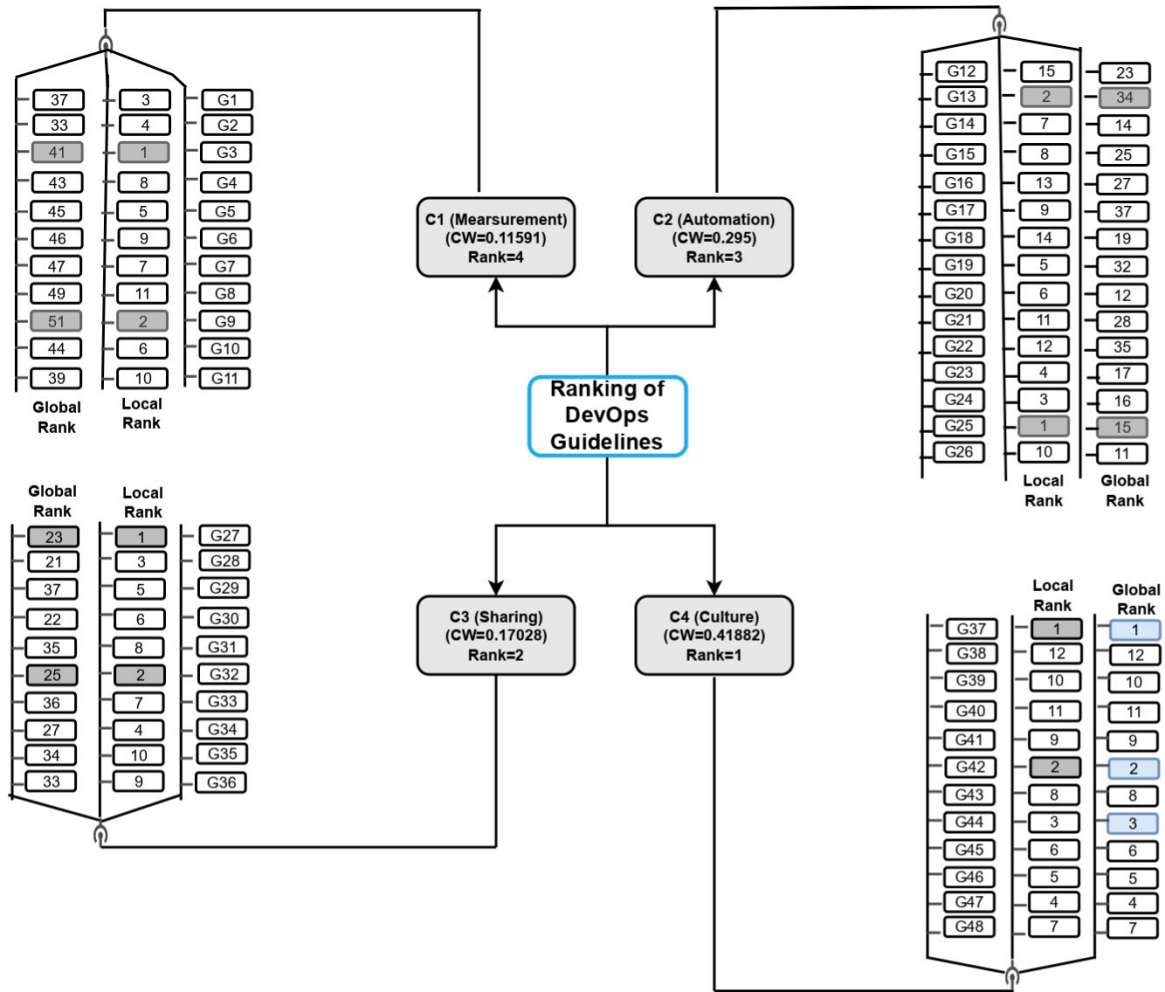 37 3 G1
33 4 G2
41 1 G3
43 8 G4
45 5 G5
46 9 G6
47 7 G7
49 11 G8
51 2 G9
44 6 G10
39 10 G11
Global Rank
Local Rank
G12 15 23
G13 2 34
G14 7 14
G15 8 25
G16 13 27
G17 9 37
G18 14 19
G19 5 32
G20 6 12
G21 11 28
G22 12 35
G23 4 17
G24 3 16
G25 1 15
G26 10 11
Local Rank
Global Rank
C1 (Mearsurement)
(CW=0.11591)
Rank=4
C2 (Automation)
(CW=0.295)
Rank=3
Ranking of
DevOps
Guidelines
Global Rank
Local Rank
23 1 G27
21 3 G28
37 5 G29
22 6 G30
35 8 G31
25 2 G32
36 7 G33
27 4 G34
34 10 G35
33 9 G36
C3 (Sharing)
(CW=0.17028)
Rank=2
C4 (Culture)
(CW=0.41882)
Rank=1
Local Rank
Global Rank
G37 1 1
G38 12 12
G39 10 10
G40 11 11
G41 9 9
G42 2 2
G43 8 8
G44 3 3
G45 6 6
G46 5 5
G47 4 4
G48 7 7